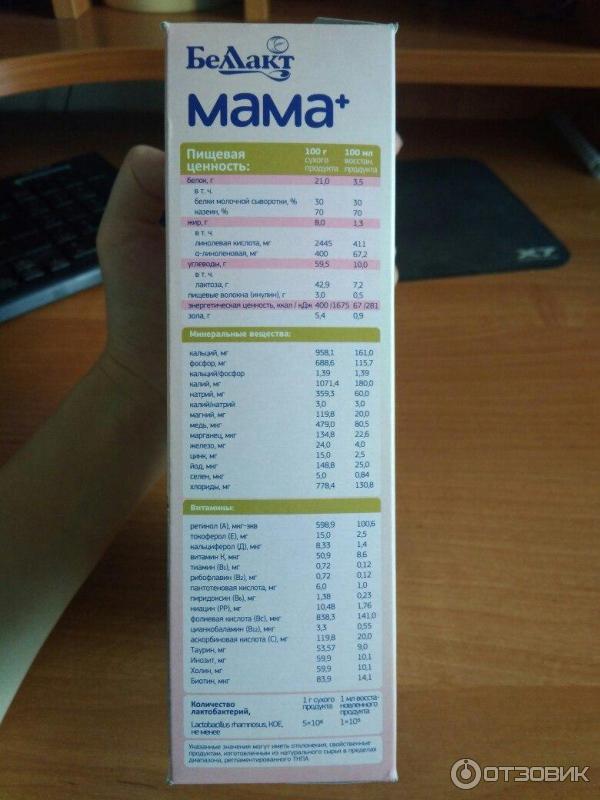 Беллакт
мама+
Пищевая ценность: 100 г сухого продукта 100 мл восстан. продукта
белок, г 21,0 3,5
в т. ч.
белки молочной сыворотки, % 30 30
казеин, % 70 70
жир, г 8,0 1,3
в т. ч.
линолевая кислота, мг 2445 411
α-линоленовая, мг 400 67,2
углеводы, г 59,5 10,0
в т. ч.
лактоза, г 42,9 7,2
пищевые волокна (инулин), г 3,0 0,5
энергетическая ценность, ккал / кДж 400 /1675 67 /281
зола, г 5,4 0,9
Минеральные вещества:
кальций, мг 958,1 161,0
фосфор, мг 688,6 115,7
кальций/фосфор 1,39 1,39
калий, мг 1071,4 180,0
натрий, мг 359,3 60,0
калий/натрий 3,0 3,0
магний, мг 119,8 20,0
медь, мкг 479,0 80,5
марганец, мкг 134,8 22,6
железо, мг 24,0 4,0
цинк, мг 15,0 2,5
йод, мкг 148,8 25,0
селен, мкг 5,0 0,84
хлориды, мг 778,4 130,8
Витамины:
ретинол (А), мкг-экв 598,9 100,6
токоферол (Е), мг 15,0 2,5
кальциферол (Д), мкг 8,33 1,4
витамин К, мкг 50,9 8,6
тиамин (B₁), мг 0,72 0,12
рибофлавин (B₂), мг 0,72 0,12
пантотеновая кислота, мг 6,0 1,0
пиридоксин (B₆), мг 1,38 0,23
ниацин (РР), мг 10,48 1,76
фолиевая кислота (Вс), мкг 838,3 141,0
цианкобаламин (B₁₂), мкг 3,3 0,55
аскорбиновая кислота (С), мг 119,8 20,0
Таурин, мг 53,57 9,0
Инозит, мг 59,9 10,1
Холин, мг 59,9 10,1
Биотин, мкг 83,9 14,1
Количество лактобактерий, 1 г сухого продукта 1 мл восстановленного продукта
Lactobacillus rhamnosus, КОЕ, не менее 5×10⁶ 1×10⁶
Указанные значения могут иметь отклонения, свойственные
продуктам, изготовленным из натурального сырья в пределах
диапазона, регламентированного ТНПА
X7
ОТЗОВИК